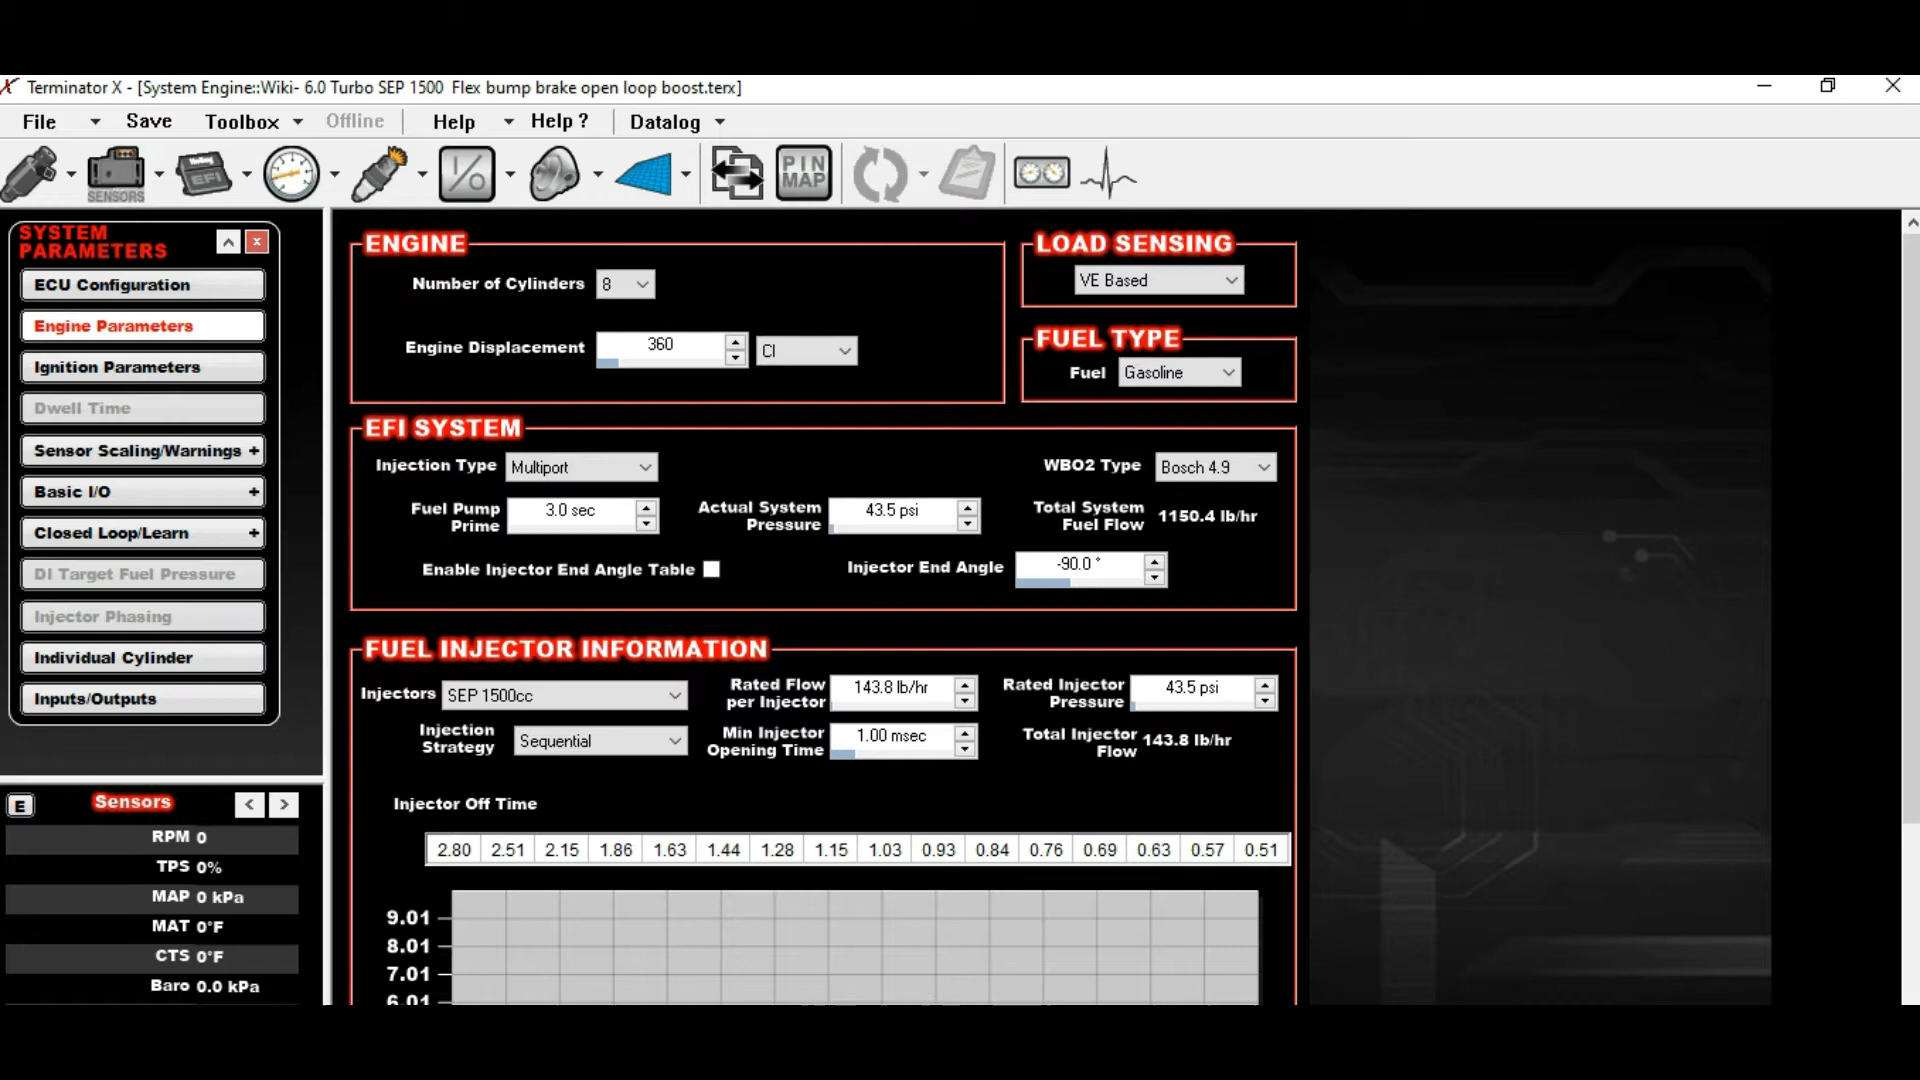 Terminator X - [System Engine::Wiki- 6.0 Turbo SEP 1500  Flex bump brake open loop boost.terx]
File Save Toolbox Offline Help Help ? Datalog
SENSORS
Holley
EFI
I/O
PIN
MAP
SYSTEM
PARAMETERS
ECU Configuration
Engine Parameters
Ignition Parameters
Dwell Time
Sensor Scaling/Warnings +
Basic I/O +
Closed Loop/Learn +
DI Target Fuel Pressure
Injector Phasing
Individual Cylinder
Inputs/Outputs
E Sensors < >
RPM 0
TPS 0%
MAP 0 kPa
MAT 0°F
CTS 0°F
Baro 0.0 kPa
ENGINE
Number of Cylinders 8
Engine Displacement 360 CI
LOAD SENSING
VE Based
FUEL TYPE
Fuel Gasoline
EFI SYSTEM
Injection Type Multiport
WBO2 Type Bosch 4.9
Fuel Pump
Prime
3.0 sec
Actual System
Pressure
43.5 psi
Total System
Fuel Flow
1150.4 lb/hr
Enable Injector End Angle Table
Injector End Angle -90.0 °
FUEL INJECTOR INFORMATION
Injectors SEP 1500cc
Rated Flow
per Injector
143.8 lb/hr
Rated Injector
Pressure
43.5 psi
Injection
Strategy
Sequential
Min Injector
Opening Time
1.00 msec
Total Injector
Flow
143.8 lb/hr
Injector Off Time
2.80 2.51 2.15 1.86 1.63 1.44 1.28 1.15 1.03 0.93 0.84 0.76 0.69 0.63 0.57 0.51
9.01
8.01
7.01
6.01